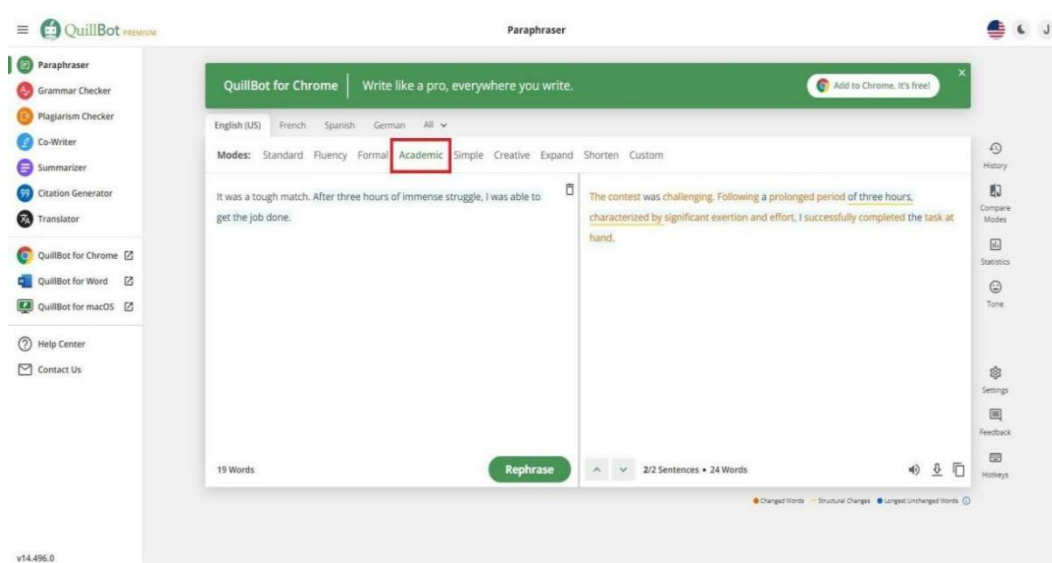 QuillBot PREMIUM
Paraphraser
J
Paraphraser
Grammar Checker
Plagiarism Checker
Co-Writer
Summarizer
Citation Generator
Translator
QuillBot for Chrome
QuillBot for Word
QuillBot for macOS
Help Center
Contact Us
v14.496.0
QuillBot for Chrome
Write like a pro, everywhere you write.
Add to Chrome. It's free!
English (US) French Spanish German All
Modes: Standard Fluency Formal Academic Simple Creative Expand Shorten Custom
It was a tough match. After three hours of immense struggle, I was able to
get the job done.
19 Words
Rephrase
The contest was challenging. Following a prolonged period of three hours,
characterized by significant exertion and effort, I successfully completed the task at
hand.
2/2 Sentences • 24 Words
Changed Words Structural Changes Longest Unchanged Words
History
Compare
Modes
Statistics
Tone
Settings
Feedback
Hotkeys